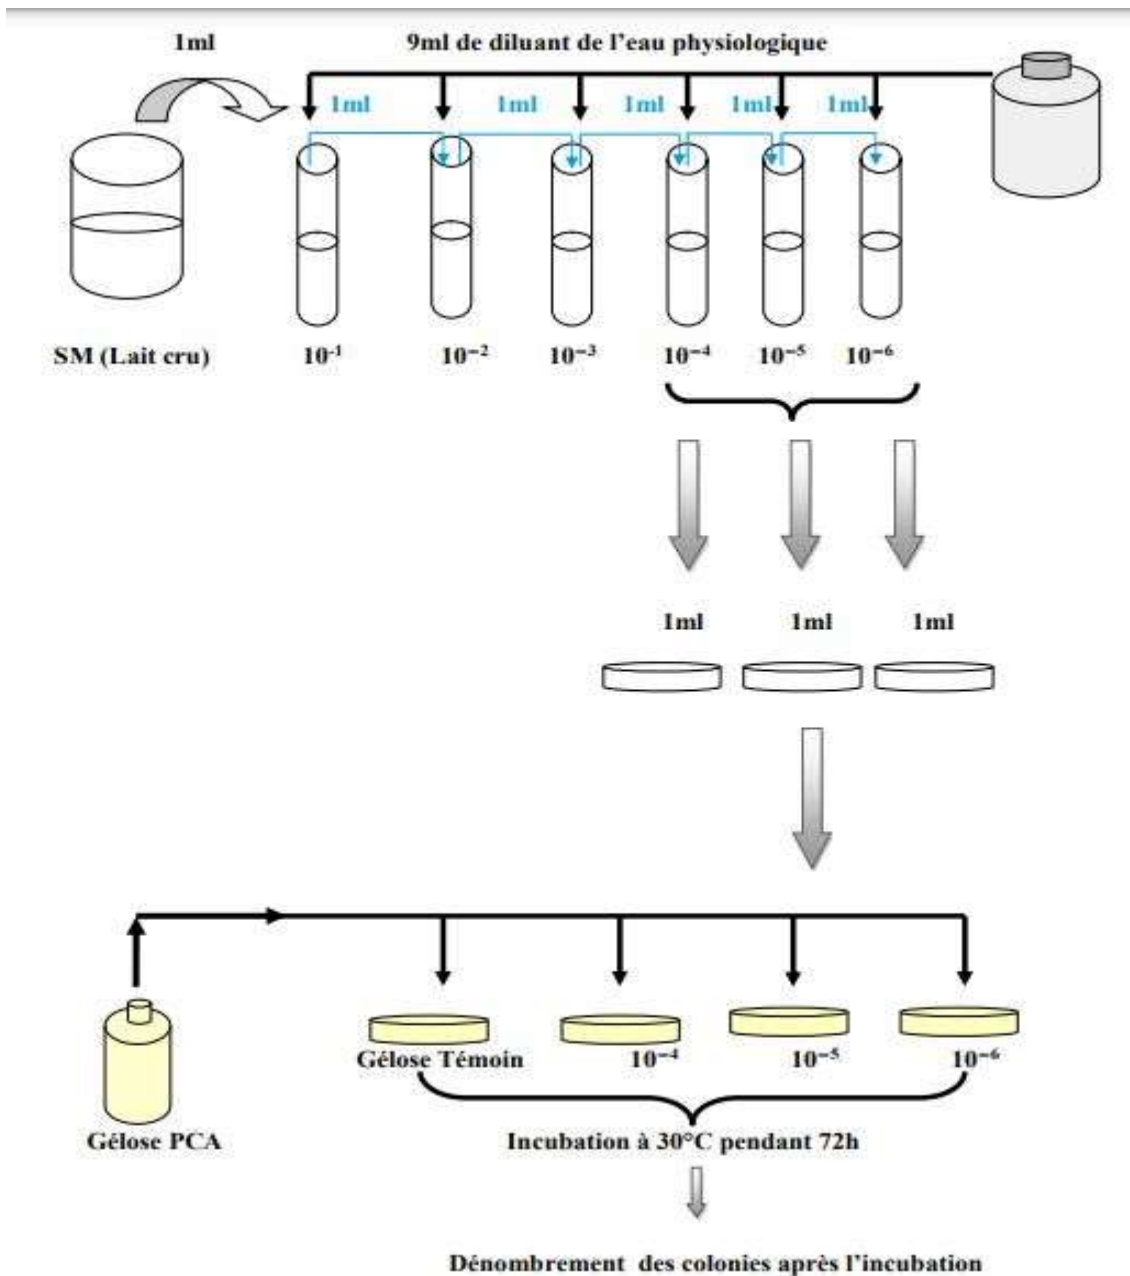 1ml
9ml de diluant de l’eau physiologique
1ml 1ml 1ml 1ml 1ml
SM (Lait cru) 10⁻¹ 10⁻² 10⁻³ 10⁻⁴ 10⁻⁵ 10⁻⁶
1ml 1ml 1ml
Gélose Témoin 10⁻⁴ 10⁻⁵ 10⁻⁶
Gélose PCA
Incubation à 30°C pendant 72h
Dénombrement des colonies après l’incubation